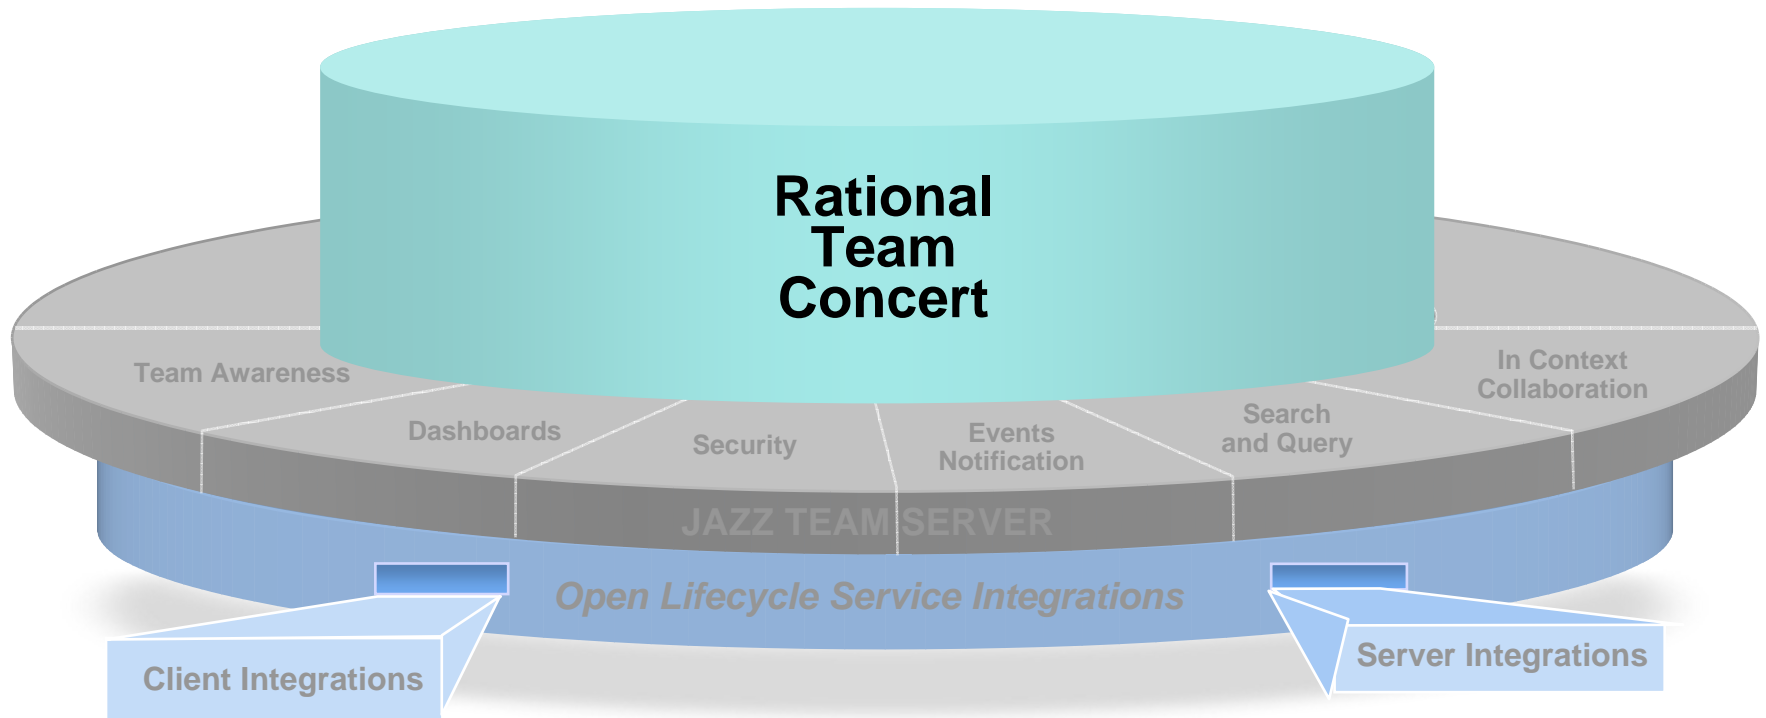 Rational
Team
Concert
Team Awareness
Dashboards
Security
Events
Notification
Search
and Query
In Context
Collaboration
JAZZ TEAM SERVER
Open Lifecycle Service Integrations
Client Integrations
Server Integrations